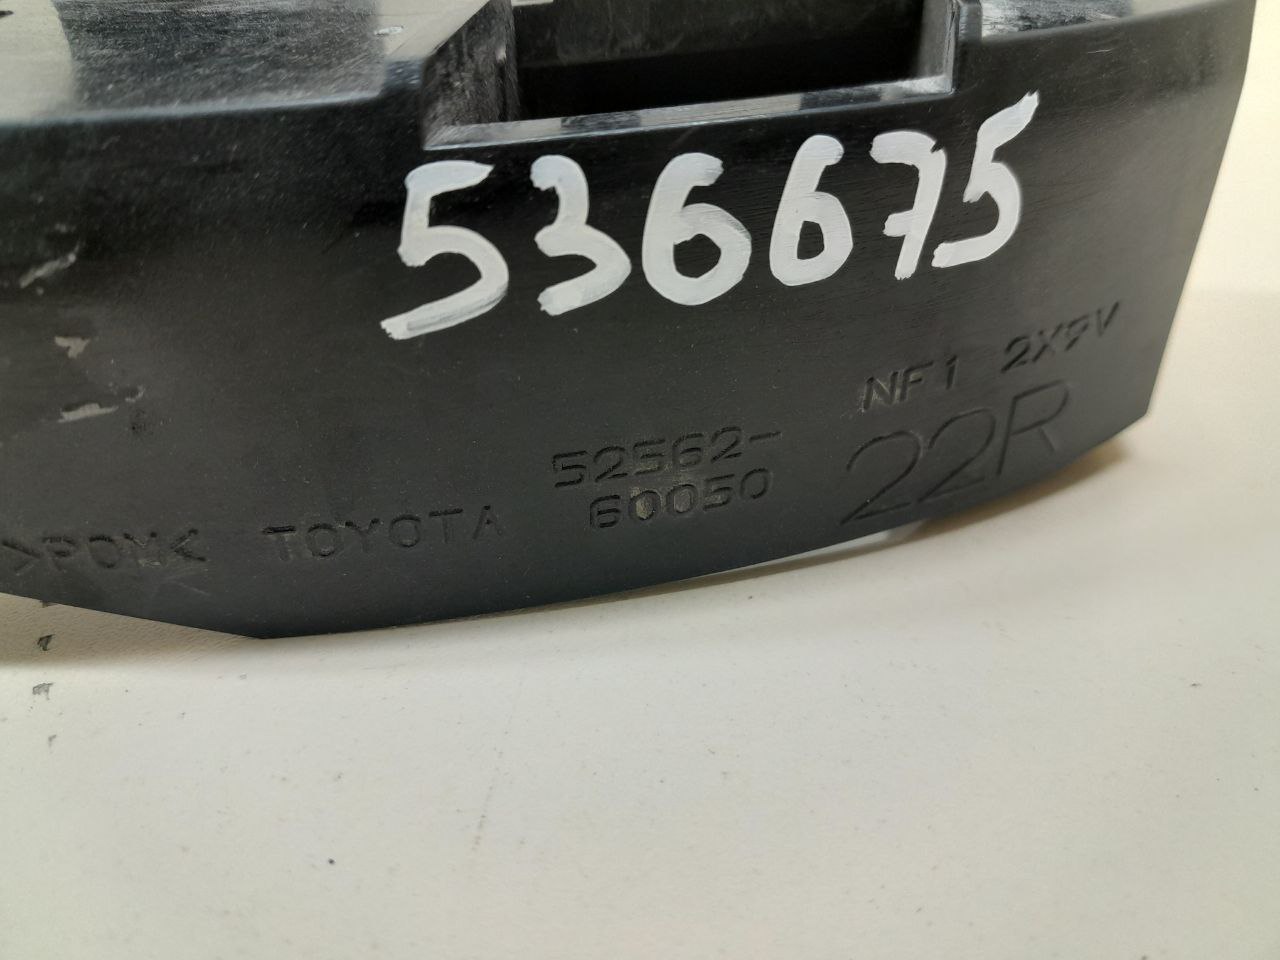 536675
NF1 2X9V
52562-
60050
22R
>POM< TOYOTA